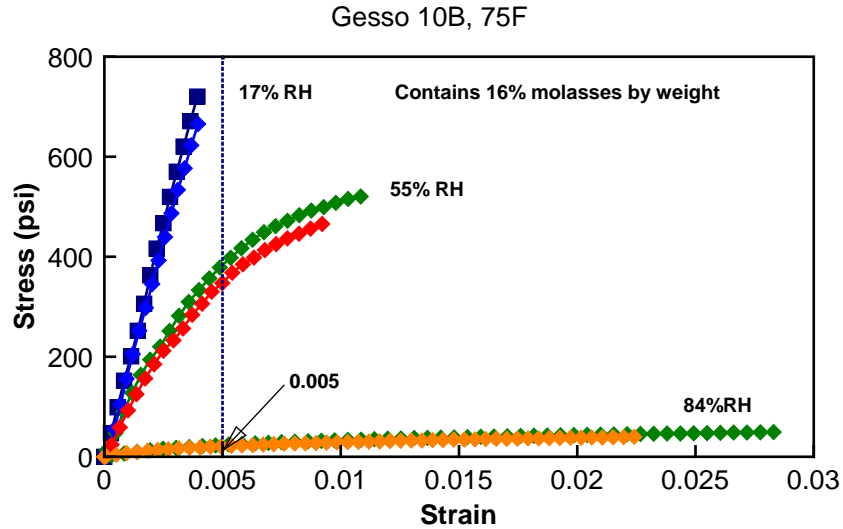 Gesso 10B, 75F
800
17% RH
Contains 16% molasses by weight
600
55% RH
Stress (psi)
400
200
0.005
84%RH
0
0
0.005
0.01
0.015
0.02
0.025
0.03
Strain